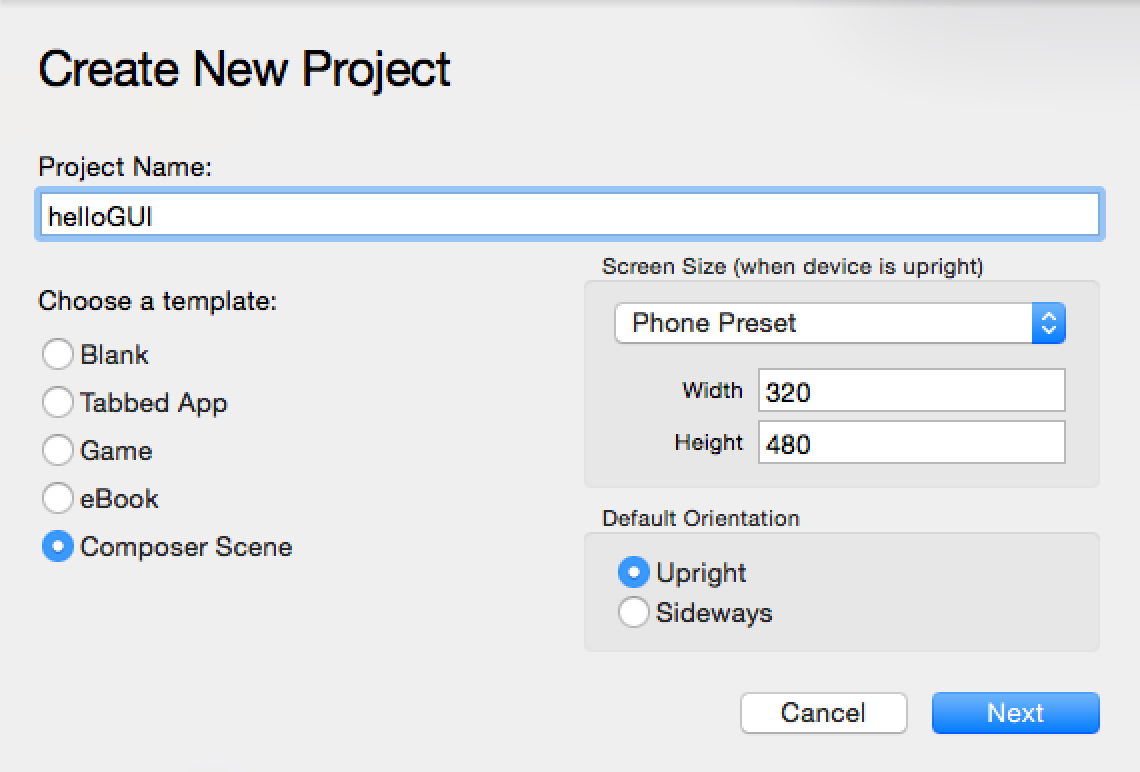 Create New Project
Project Name:
helloGUI
Choose a template:
Blank
Tabbed App
Game
eBook
Composer Scene
Screen Size (when device is upright)
Phone Preset
Width 320
Height 480
Default Orientation
Upright
Sideways
Cancel Next